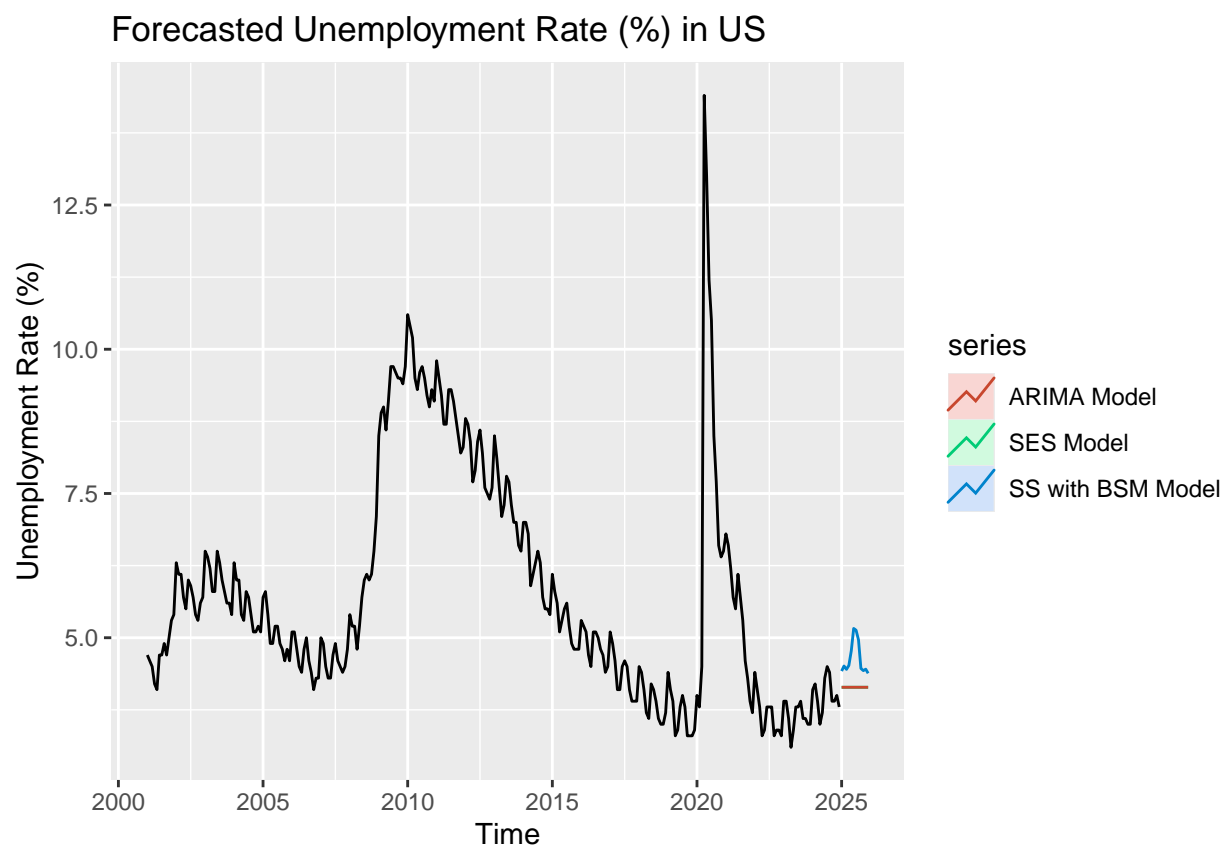 Forecasted Unemployment Rate (%) in US
Unemployment Rate (%)
12.5
10.0
7.5
5.0
2000
2005
2010
2015
2020
2025
Time
series
ARIMA Model
SES Model
SS with BSM Model